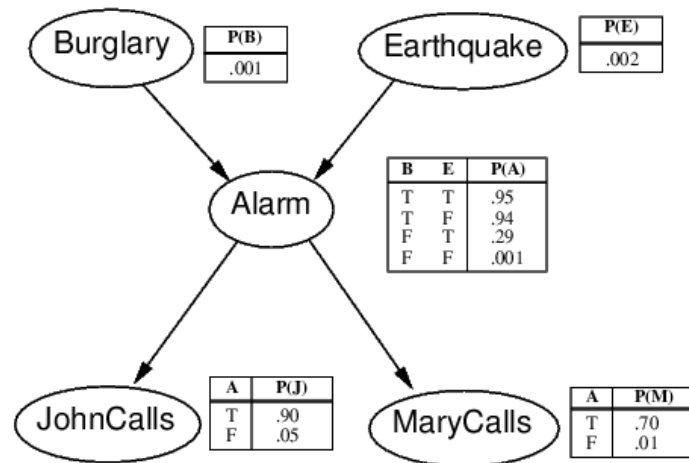 Burglary
P(B)
.001
Earthquake
P(E)
.002
Alarm
B E P(A)
T T .95
T F .94
F T .29
F F .001
JohnCalls
A P(J)
T .90
F .05
MaryCalls
A P(M)
T .70
F .01